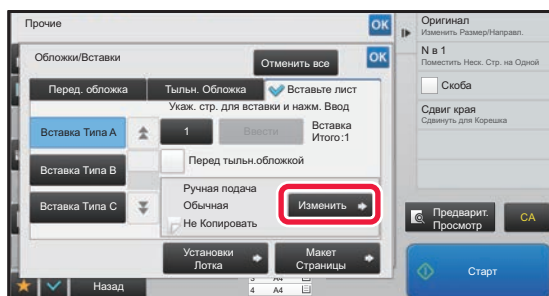 Прочие
OK
Обложки/Вставки
Отменить все
OK
Перед. обложка
Тыльн. Обложка
Вставьте лист
Укаж. стр. для вставки и нажм. Ввод
Вставка Типа A
1
Ввести
Вставка
Итого:1
Вставка Типа B
Перед тыльн.обложкой
Вставка Типа C
Ручная подача
Обычная
Не Копировать
Изменить
Установки
Лотка
Макет
Страницы
Назад
3 A4
4 A4
Оригинал
Изменить Размер/Направл.
N в 1
Поместить Неск. Стр. на Одной
Скоба
Сдвиг края
Сдвинуть для Корешка
Предварит.
Просмотр
CA
Старт